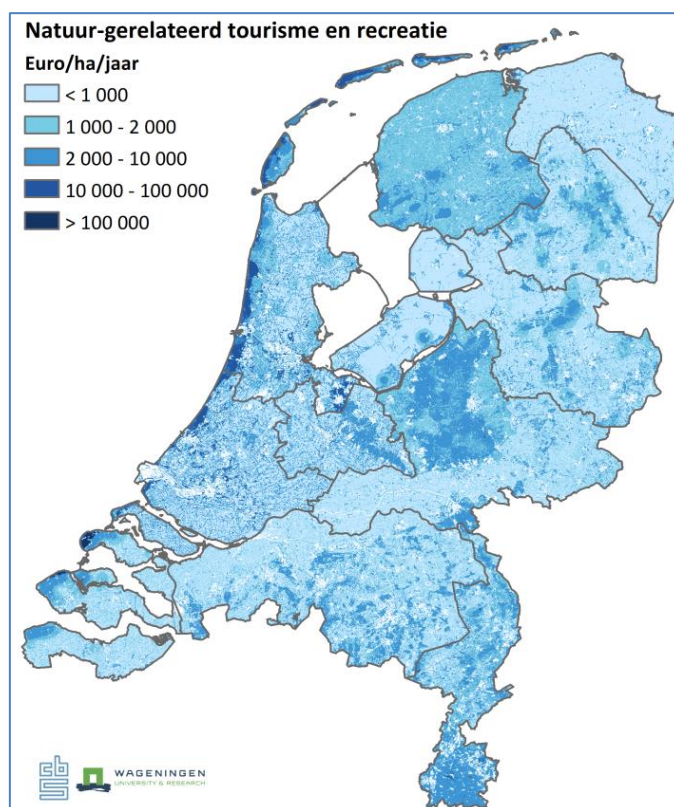 Natuur-gerelateerd tourisme en recreatie
Euro/ha/jaar
< 1 000
1 000 - 2 000
2 000 - 10 000
10 000 - 100 000
> 100 000
cbs
WAGENINGEN
UNIVERSITY & RESEARCH